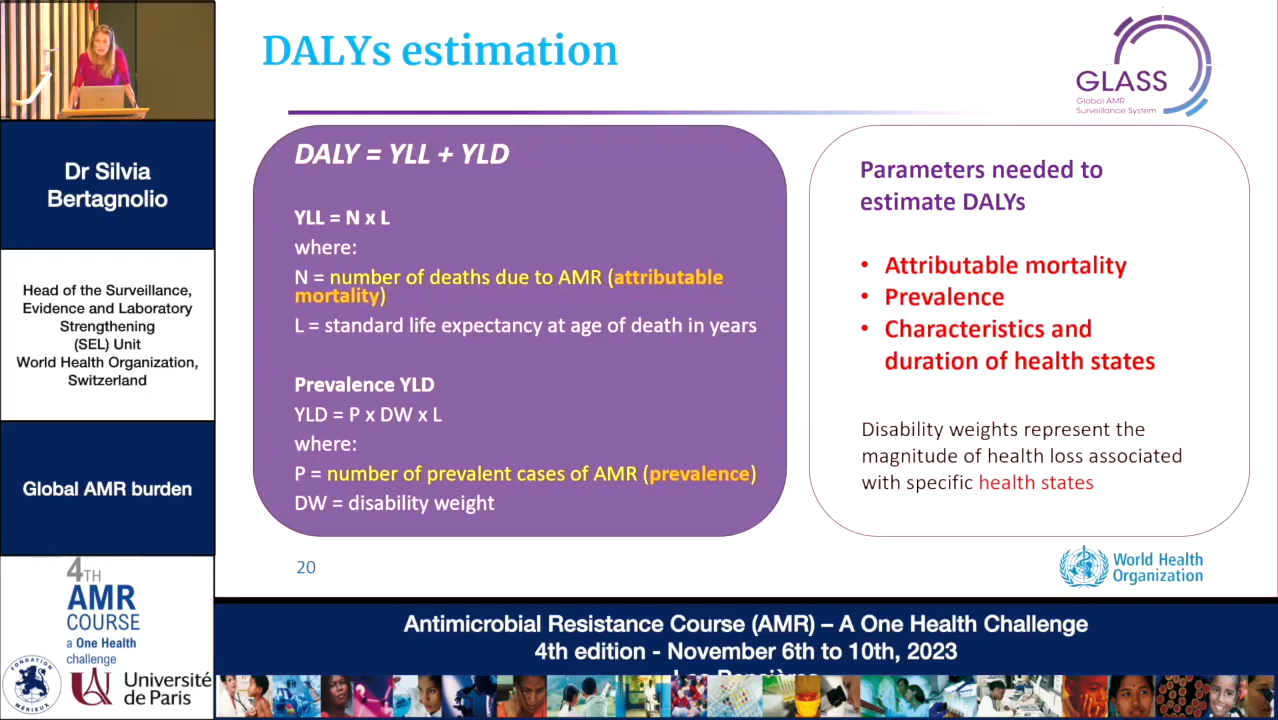 DALYs estimation
GLASS
Global AMR
Surveillance System
DALY = YLL + YLD
YLL = N x L
where:
N = number of deaths due to AMR (attributable
mortality)
L = standard life expectancy at age of death in years
Prevalence YLD
YLD = P x DW x L
where:
P = number of prevalent cases of AMR (prevalence)
DW = disability weight
Parameters needed to
estimate DALYs
• Attributable mortality
• Prevalence
• Characteristics and
duration of health states
Disability weights represent the
magnitude of health loss associated
with specific health states
20
World Health
Organization
Dr Silvia
Bertagnolio
Head of the Surveillance,
Evidence and Laboratory
Strengthening
(SEL) Unit
World Health Organization,
Switzerland
Global AMR burden
4TH
AMR
COURSE
a One Health
challenge
FONDATION
MÉRIEUX
Université
de Paris
Antimicrobial Resistance Course (AMR) – A One Health Challenge
4th edition - November 6th to 10th, 2023